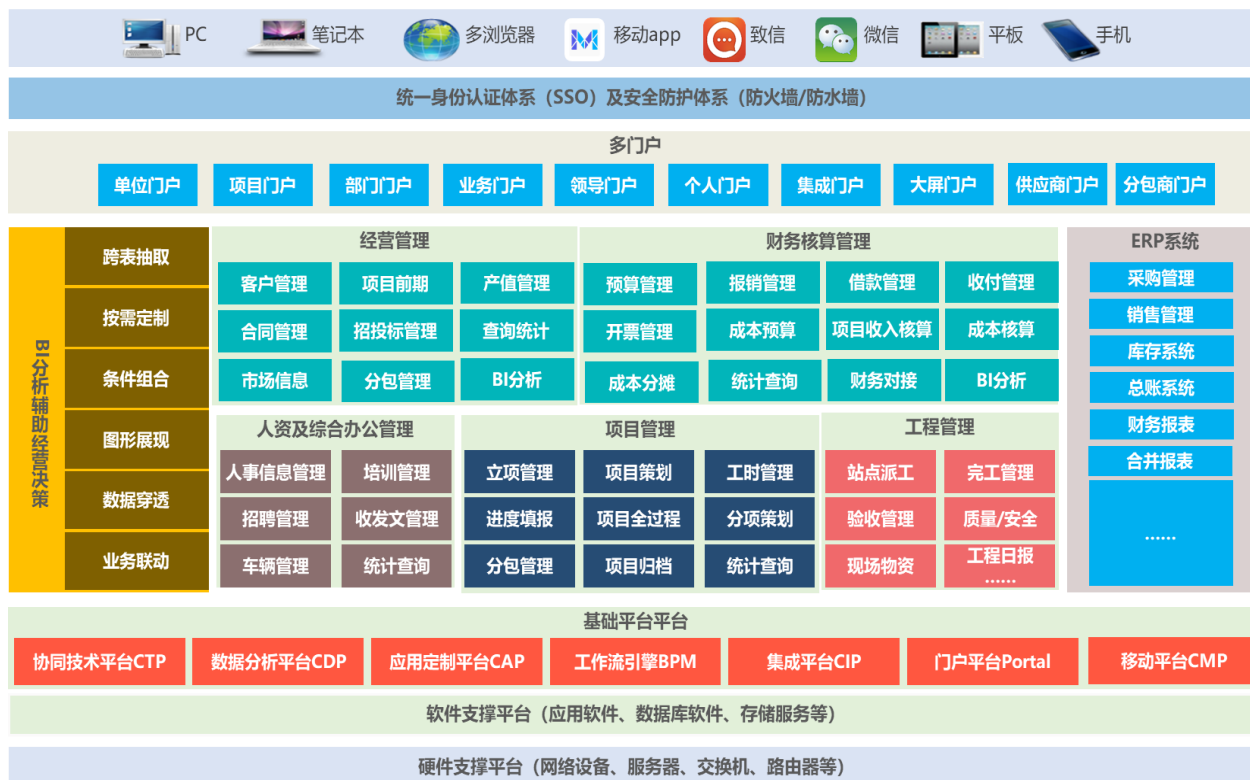 PC
笔记本
多浏览器
移动app
致信
微信
平板
手机
统一身份认证体系（SSO）及安全防护体系（防火墙/防水墙）
多门户
单位门户
项目门户
部门门户
业务门户
领导门户
个人门户
集成门户
大屏门户
供应商门户
分包商门户
BI分析辅助经营决策
跨表抽取
按需定制
条件组合
图形展现
数据穿透
业务联动
经营管理
客户管理
项目前期
产值管理
合同管理
招投标管理
查询统计
市场信息
分包管理
BI分析
财务核算管理
预算管理
报销管理
借款管理
收付管理
开票管理
成本预算
项目收入核算
成本核算
成本分摊
统计查询
财务对接
BI分析
人资及综合办公管理
人事信息管理
培训管理
招聘管理
收发文管理
车辆管理
统计查询
项目管理
立项管理
项目策划
工时管理
进度填报
项目全过程
分项策划
分包管理
项目归档
统计查询
工程管理
站点派工
完工管理
验收管理
质量/安全
现场物资
工程日报
......
ERP系统
采购管理
销售管理
库存系统
总账系统
财务报表
合并报表
......
基础平台平台
协同技术平台CTP
数据分析平台CDP
应用定制平台CAP
工作流引擎BPM
集成平台CIP
门户平台Portal
移动平台CMP
软件支撑平台（应用软件、数据库软件、存储服务等）
硬件支撑平台（网络设备、服务器、交换机、路由器等）